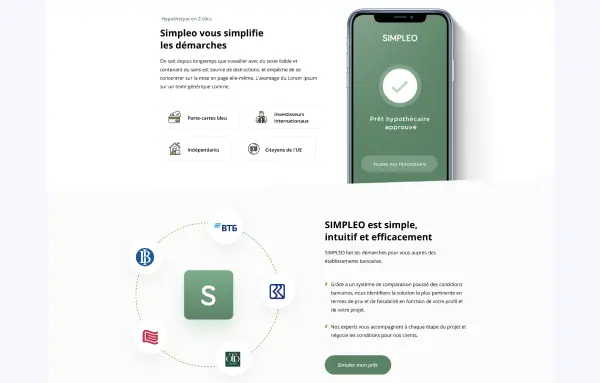 Hypothèque en 2 clics
Simpleo vous simplifie
les démarches
On sait depuis longtemps que travailler avec du texte lisible et
contenant du sens est source de distractions, et empêche de se
concentrer sur la mise en page elle-même. L'avantage du Lorem Ipsum
sur un texte générique comme.
Porte-cartes bleu
Investisseurs
internationaux
Indépendants
Citoyens de l'UE
SIMPLEO
Prêt hypothécaire
approuvé
Toutes nos félicitations
ВТБ
S
SIMPLEO est simple,
intuitif et efficacement
SIMPLEO fait les démarches pour vous auprès des
établissements bancaires.
Grâce a un système de comparaison poussé des conditions
bancaires, nous identifions la solution la plus pertinente en
termes de prix et de faisabilité en fonction de votre profil et
de votre projet.
Nos experts vous accompagnent à chaque étape du projet et
négocie les conditions pour nos clients.
Simuler mon prêt